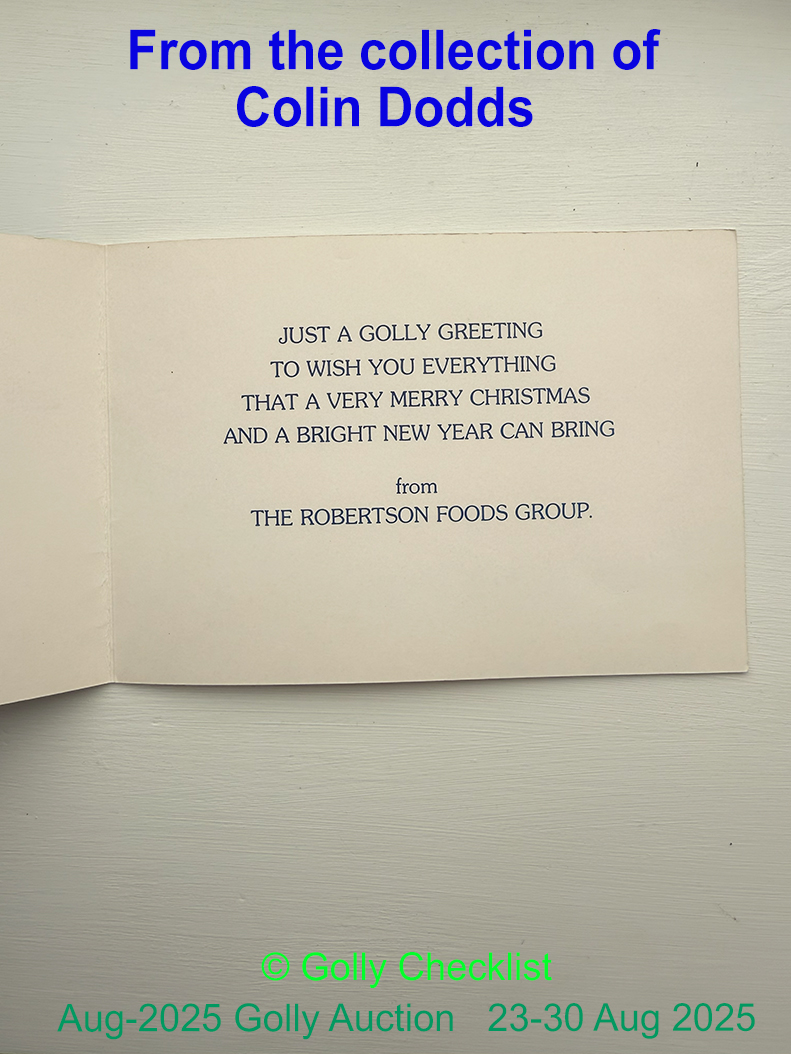 From the collection of
Colin Dodds
JUST A GOLLY GREETING
TO WISH YOU EVERYTHING
THAT A VERY MERRY CHRISTMAS
AND A BRIGHT NEW YEAR CAN BRING
from
THE ROBERTSON FOODS GROUP.
© Golly Checklist
Aug-2025 Golly Auction 23-30 Aug 2025